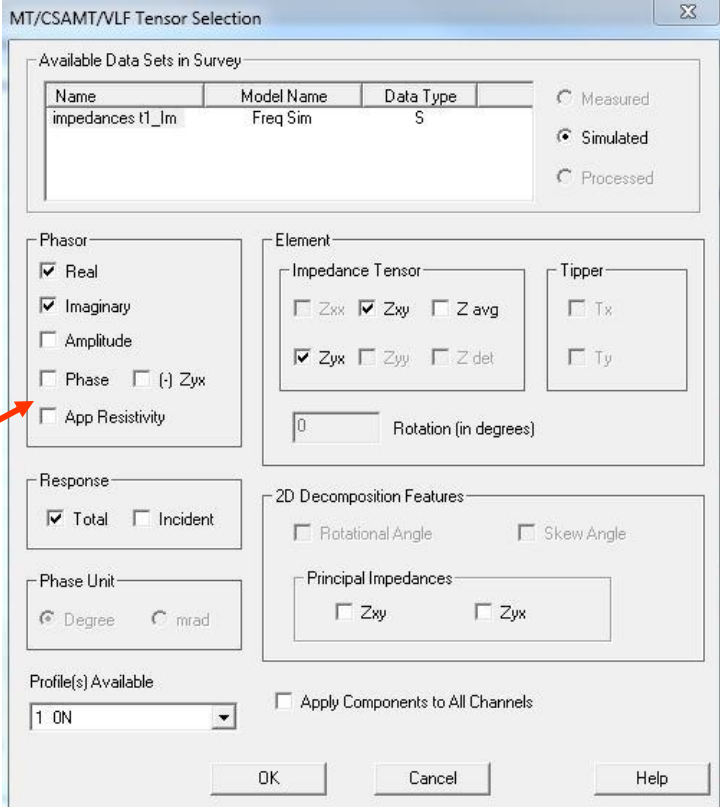 MT/CSAMT/VLF Tensor Selection
Available Data Sets in Survey
Name Model Name Data Type
impedances t1_Im Freq Sim S
Measured
Simulated
Processed
Phasor
Real
Imaginary
Amplitude
Phase (-) Zyx
App Resistivity
Element
Impedance Tensor
Zxx Zxy Z avg
Zyx Zyy Z det
Tipper
Tx
Ty
0 Rotation (in degrees)
Response
Total Incident
2D Decomposition Features
Rotational Angle Skew Angle
Principal Impedances
Zxy Zyx
Phase Unit
Degree mrad
Profile(s) Available
1 0N
Apply Components to All Channels
OK Cancel Help